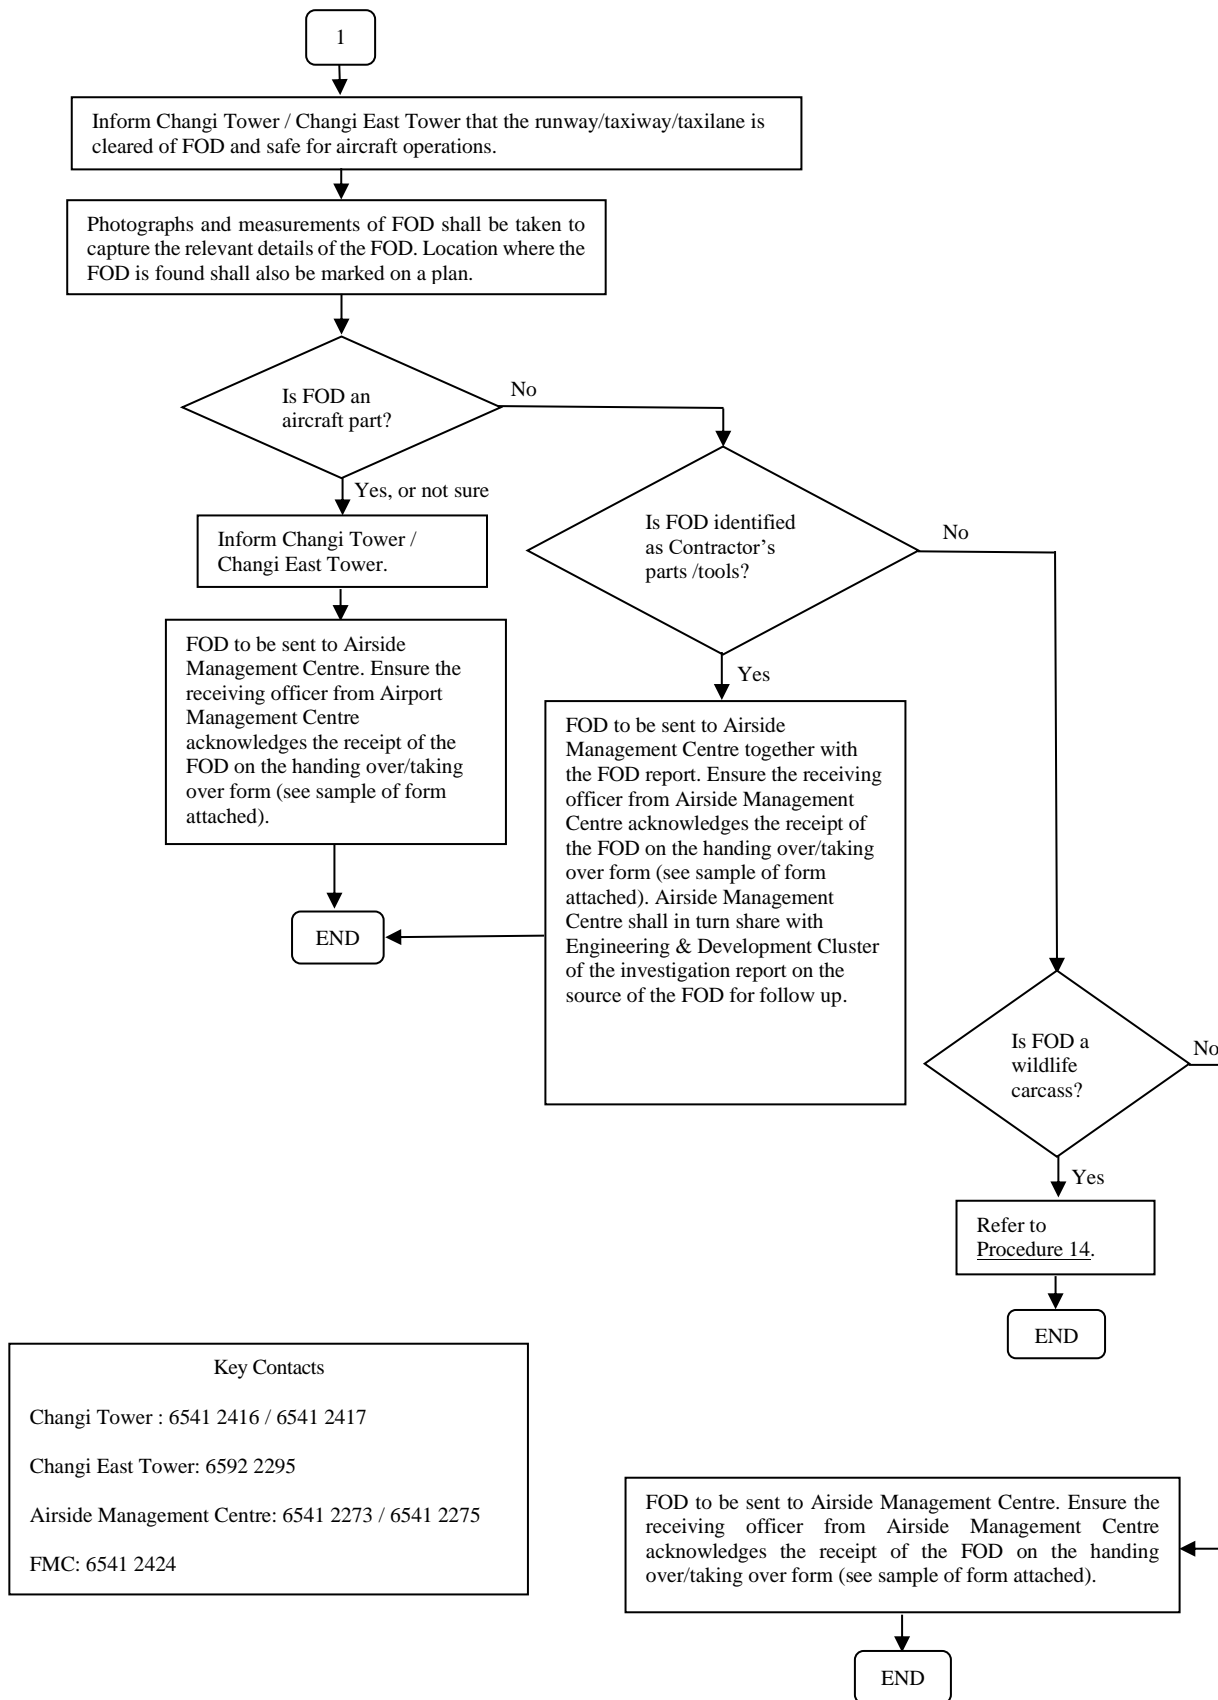 1
Inform Changi Tower / Changi East Tower that the runway/taxiway/taxilane is
cleared of FOD and safe for aircraft operations.
Photographs and measurements of FOD shall be taken to
capture the relevant details of the FOD. Location where the
FOD is found shall also be marked on a plan.
Is FOD an
aircraft part?
No
Yes, or not sure
Inform Changi Tower /
Changi East Tower.
FOD to be sent to Airside
Management Centre. Ensure the
receiving officer from Airport
Management Centre
acknowledges the receipt of the
FOD on the handing over/taking
over form (see sample of form
attached).
END
Is FOD identified
as Contractor's
parts /tools?
No
Yes
FOD to be sent to Airside
Management Centre together with
the FOD report. Ensure the receiving
officer from Airside Management
Centre acknowledges the receipt of
the FOD on the handing over/taking
over form (see sample of form
attached). Airside Management
Centre shall in turn share with
Engineering & Development Cluster
of the investigation report on the
source of the FOD for follow up.
Is FOD a
wildlife
carcass?
No
Yes
Refer to
Procedure 14.
END
Key Contacts
Changi Tower : 6541 2416 / 6541 2417
Changi East Tower: 6592 2295
Airside Management Centre: 6541 2273 / 6541 2275
FMC: 6541 2424
FOD to be sent to Airside Management Centre. Ensure the
receiving officer from Airside Management Centre
acknowledges the receipt of the FOD on the handing
over/taking over form (see sample of form attached).
END